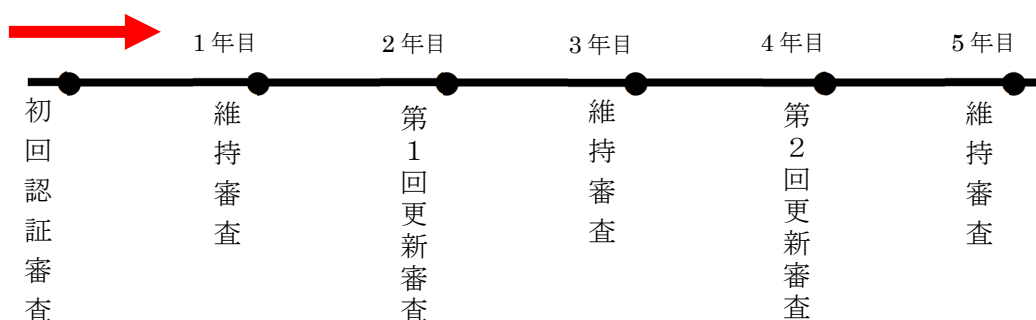 1年目
2年目
3年目
4年目
5年目
初回認証審査
維持審査
第1回更新審査
維持審査
第2回更新審査
維持審査